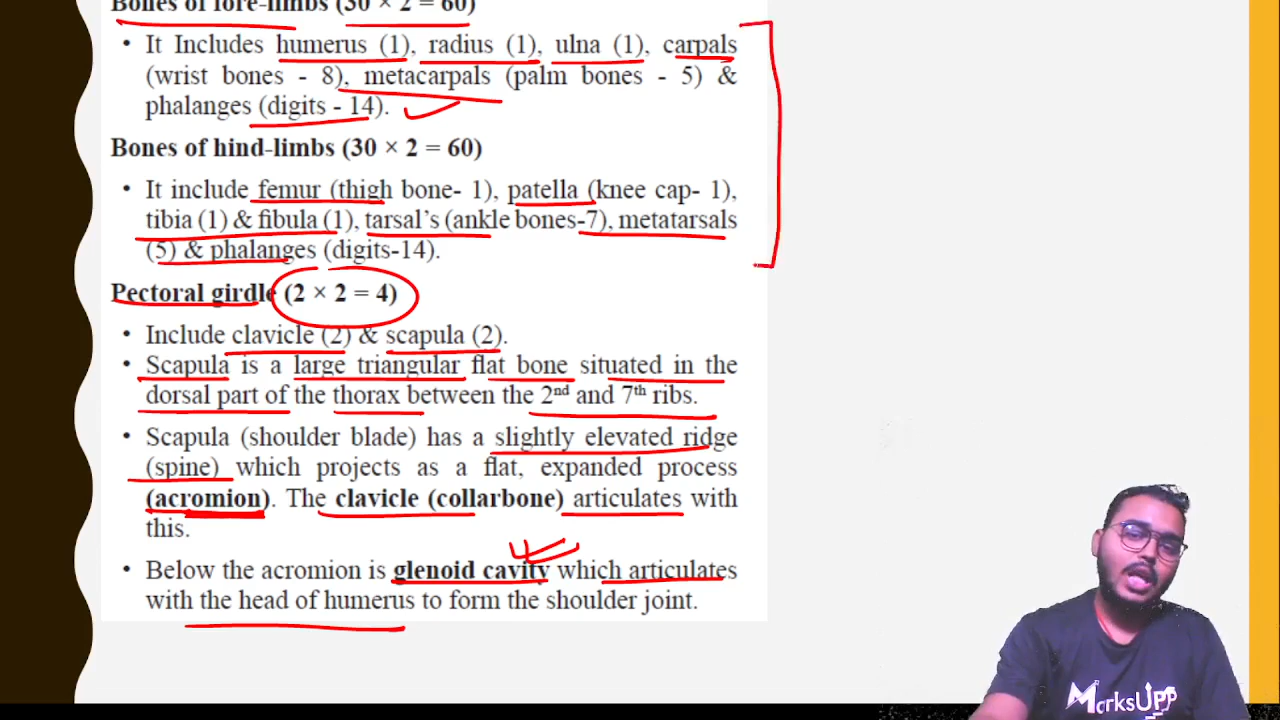 Bones of fore-limbs (30 × 2 = 60)
• It Includes humerus (1), radius (1), ulna (1), carpals
(wrist bones - 8), metacarpals (palm bones - 5) &
phalanges (digits - 14).
Bones of hind-limbs (30 × 2 = 60)
• It include femur (thigh bone- 1), patella (knee cap- 1),
tibia (1) & fibula (1), tarsal's (ankle bones-7), metatarsals
(5) & phalanges (digits-14).
Pectoral girdle (2 × 2 = 4)
• Include clavicle (2) & scapula (2).
• Scapula is a large triangular flat bone situated in the
dorsal part of the thorax between the 2nd and 7th ribs.
• Scapula (shoulder blade) has a slightly elevated ridge
(spine) which projects as a flat, expanded process
(acromion). The clavicle (collarbone) articulates with
this.
• Below the acromion is glenoid cavity which articulates
with the head of humerus to form the shoulder joint.
MarksUPP